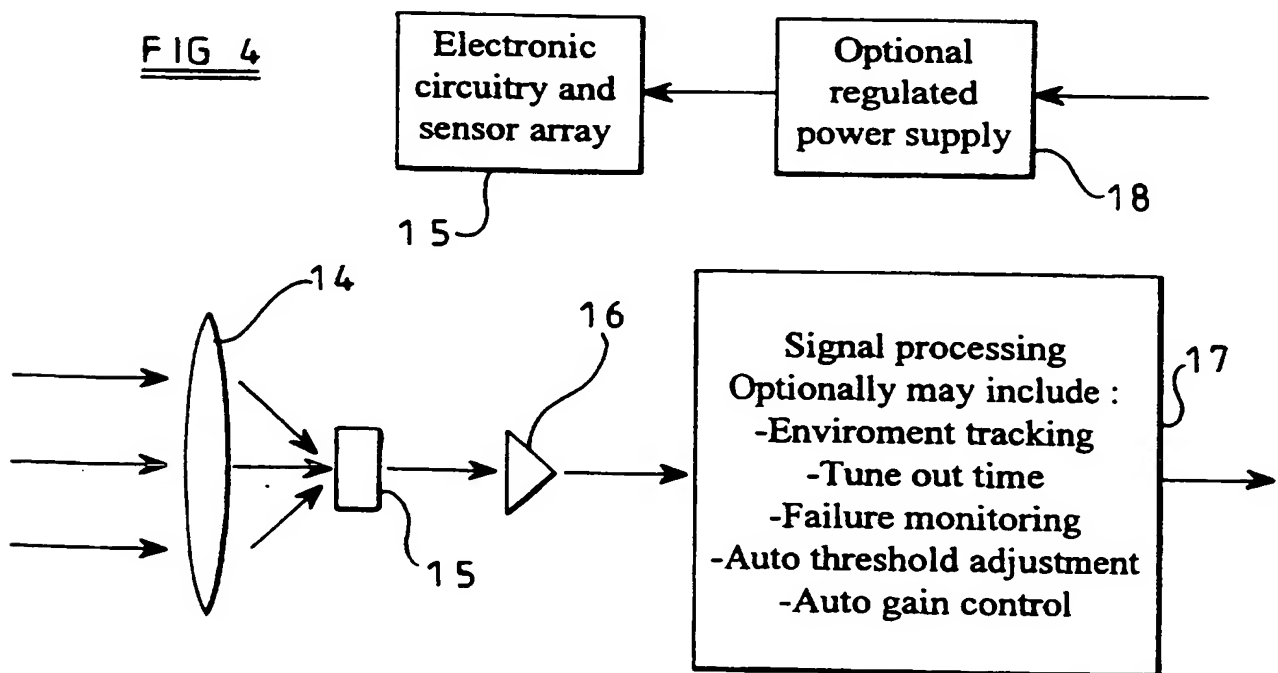 FIG 4
Electronic
circuitry and
sensor array
Optional
regulated
power supply
15
18
14
16
15
Signal processing
Optionally may include :
-Enviroment tracking
-Tune out time
-Failure monitoring
-Auto threshold adjustment
-Auto gain control
17